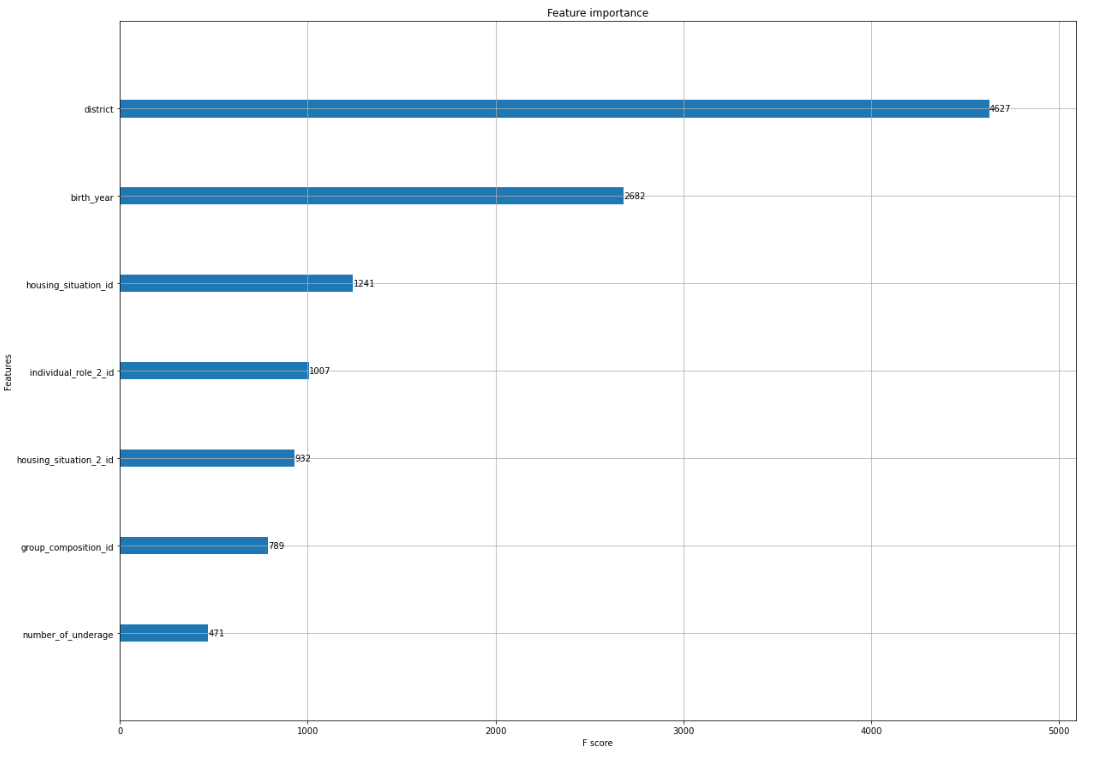 Feature importance
district
4627
birth_year
2682
housing_situation_id
1241
individual_role_2_id
1007
housing_situation_2_id
932
group_composition_id
789
number_of_underage
471
Features
0 1000 2000 3000 4000 5000
F score